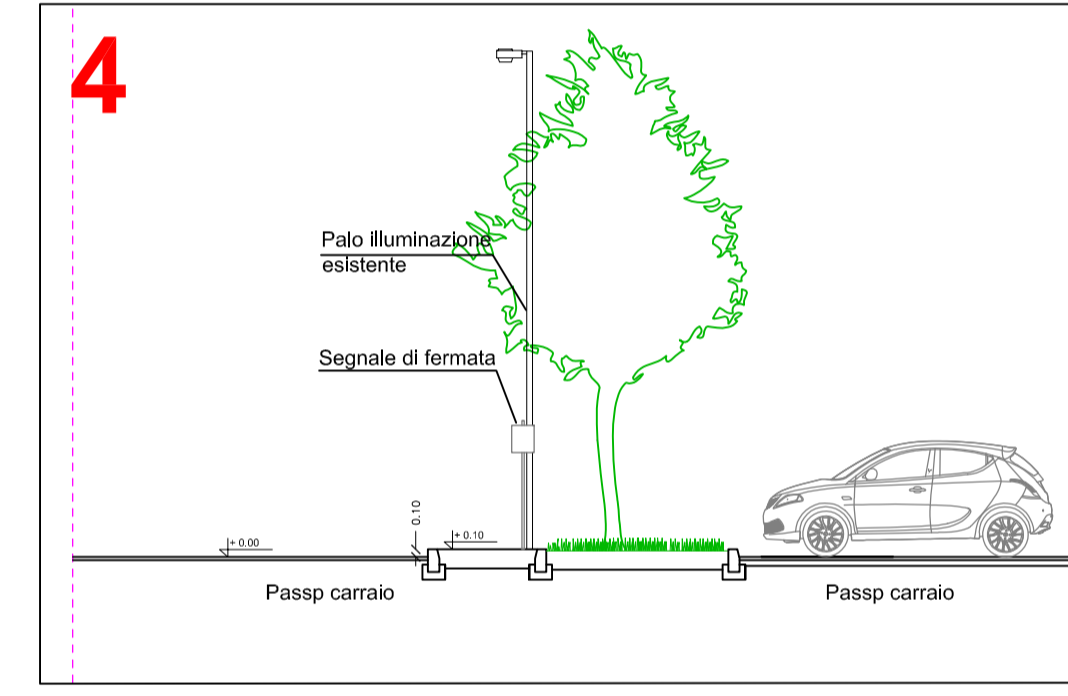 4
Palo illuminazione
esistente
Segnale di fermata
0.10
+ 0.00
+ 0.10
Passp carraio
Passp carraio